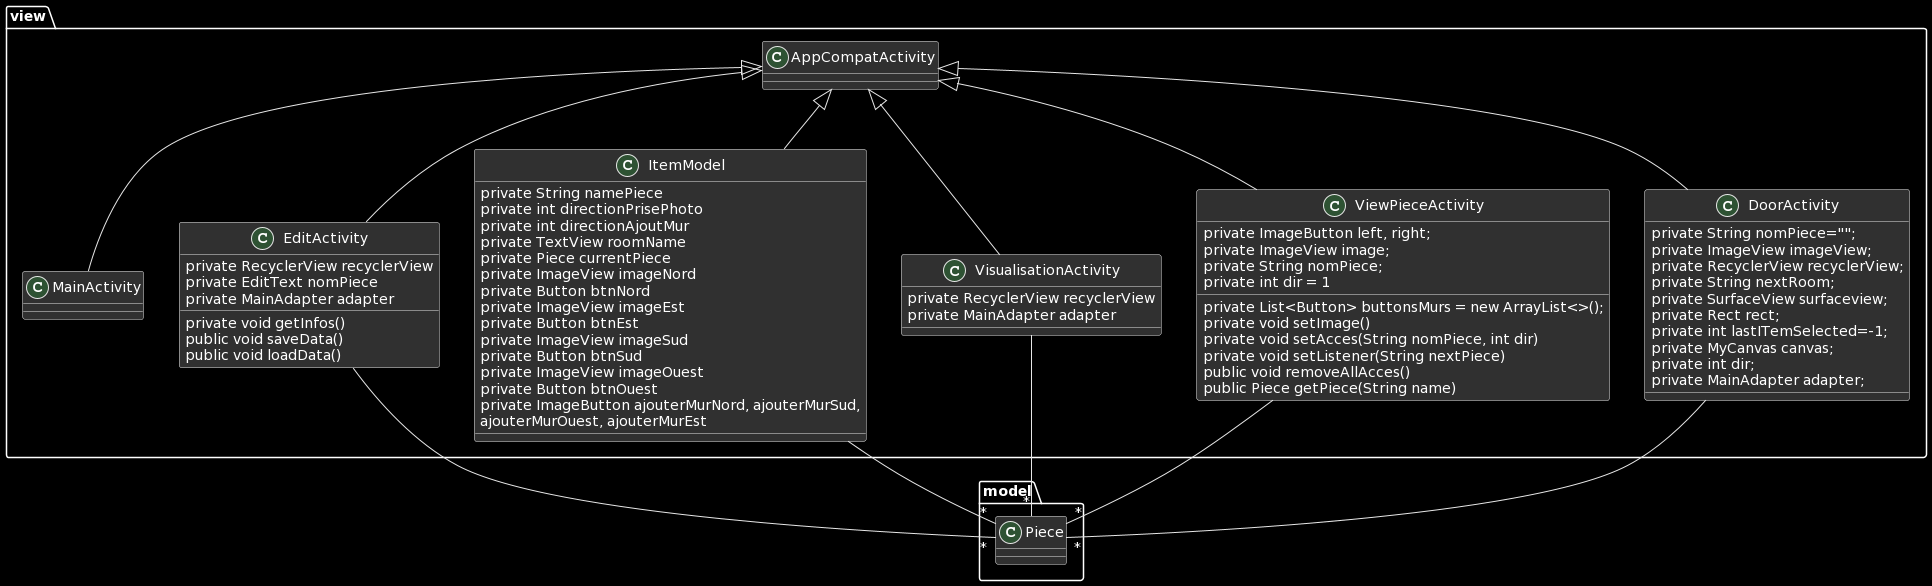 view
C AppCompatActivity
C MainActivity
C EditActivity
private RecyclerView recyclerView
private EditText nomPiece
private MainAdapter adapter
private void getInfos()
public void saveData()
public void loadData()
C ItemModel
private String namePiece
private int directionPrisePhoto
private int directionAjoutMur
private TextView roomName
private Piece currentPiece
private ImageView imageNord
private Button btnNord
private ImageView imageEst
private Button btnEst
private ImageView imageSud
private Button btnSud
private ImageView imageOuest
private Button btnOuest
private ImageButton ajouterMurNord, ajouterMurSud,
ajouterMurOuest, ajouterMurEst
C VisualisationActivity
private RecyclerView recyclerView
private MainAdapter adapter
C ViewPieceActivity
private ImageButton left, right;
private ImageView image;
private String nomPiece;
private int dir = 1
private List<Button> buttonsMurs = new ArrayList<>();
private void setImage()
private void setAcces(String nomPiece, int dir)
private void setListener(String nextPiece)
public void removeAllAcces()
public Piece getPiece(String name)
C DoorActivity
private String nomPiece="";
private ImageView imageView;
private RecyclerView recyclerView;
private String nextRoom;
private SurfaceView surfaceview;
private Rect rect;
private int lastITemSelected=-1;
private MyCanvas canvas;
private int dir;
private MainAdapter adapter;
model
*
* *
C Piece
* *